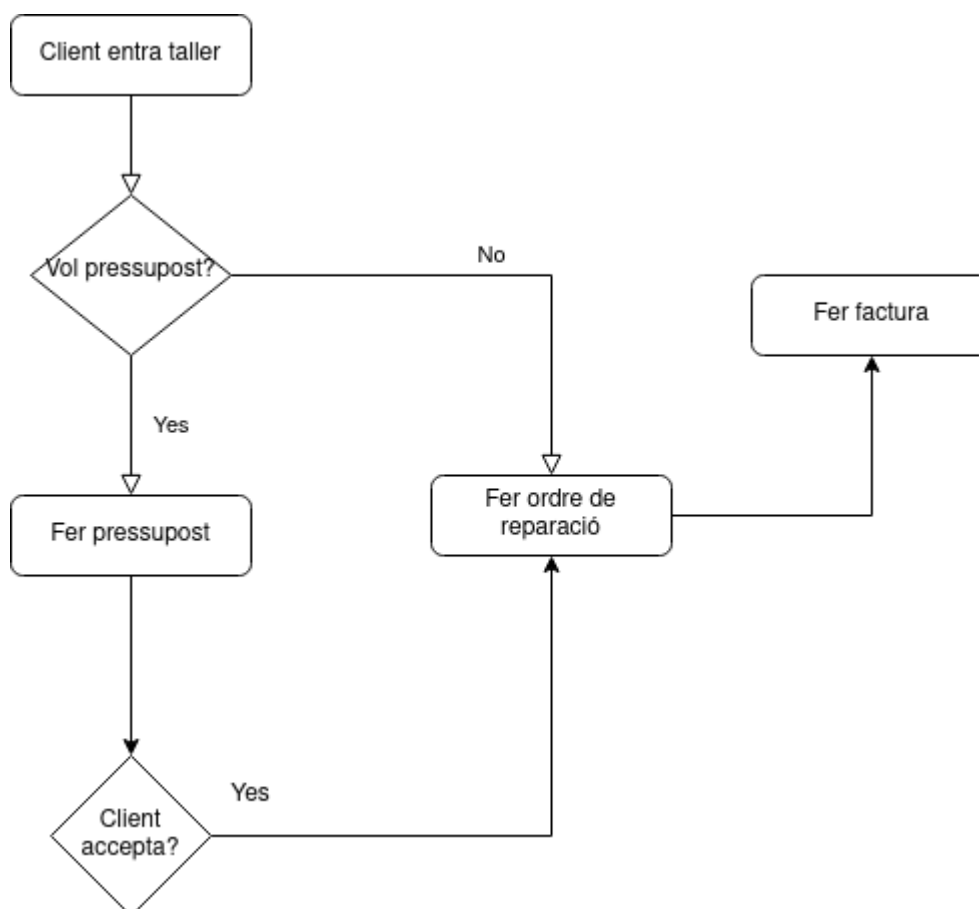 Client entra taller
Vol pressupost?
No
Fer factura
Yes
Fer ordre de
reparació
Fer pressupost
Yes
Client
accepta?